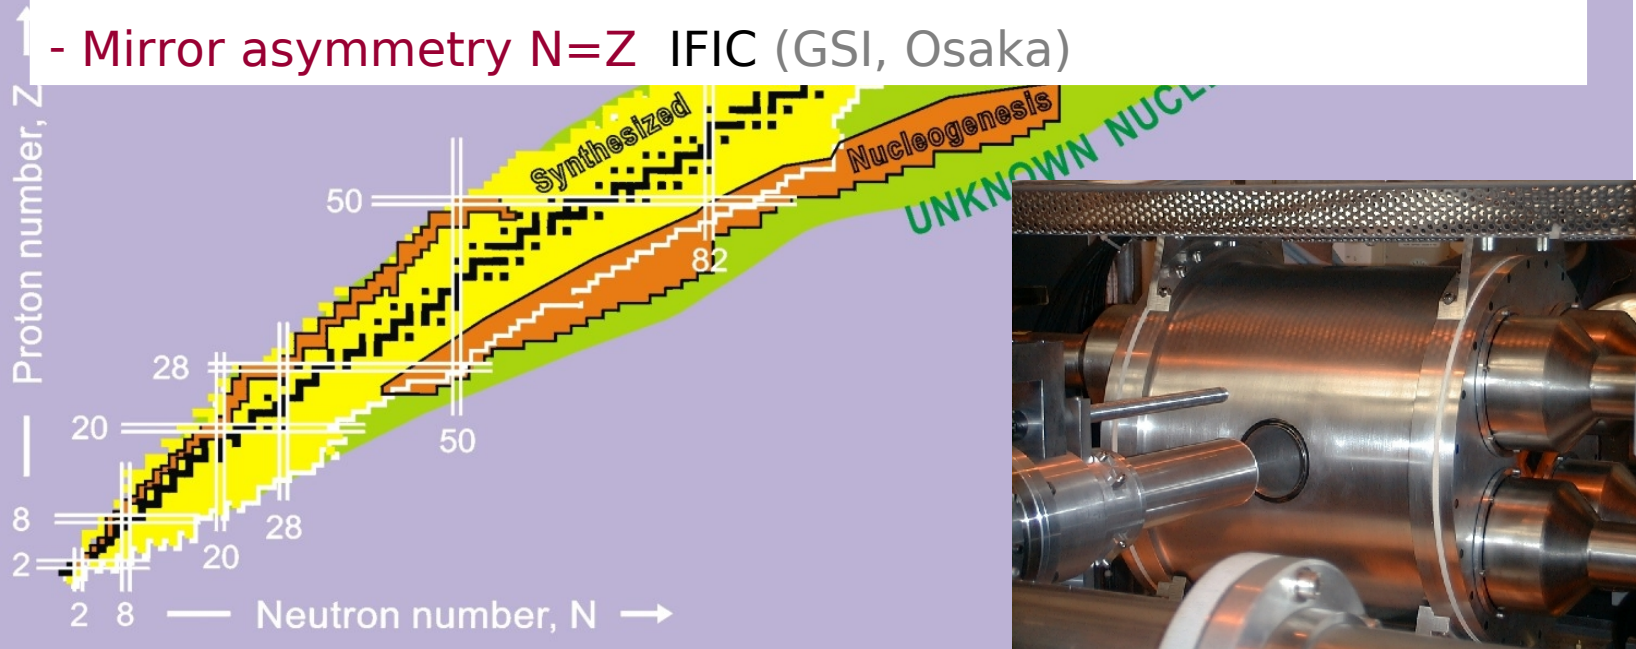 - Mirror asymmetry N=Z IFIC (GSI, Osaka)
Proton number, Z
Synthesized
Nucleogenesis
UNKNOWN
50
82
28
50
20
8
28
20
2
2 8
Neutron number, N